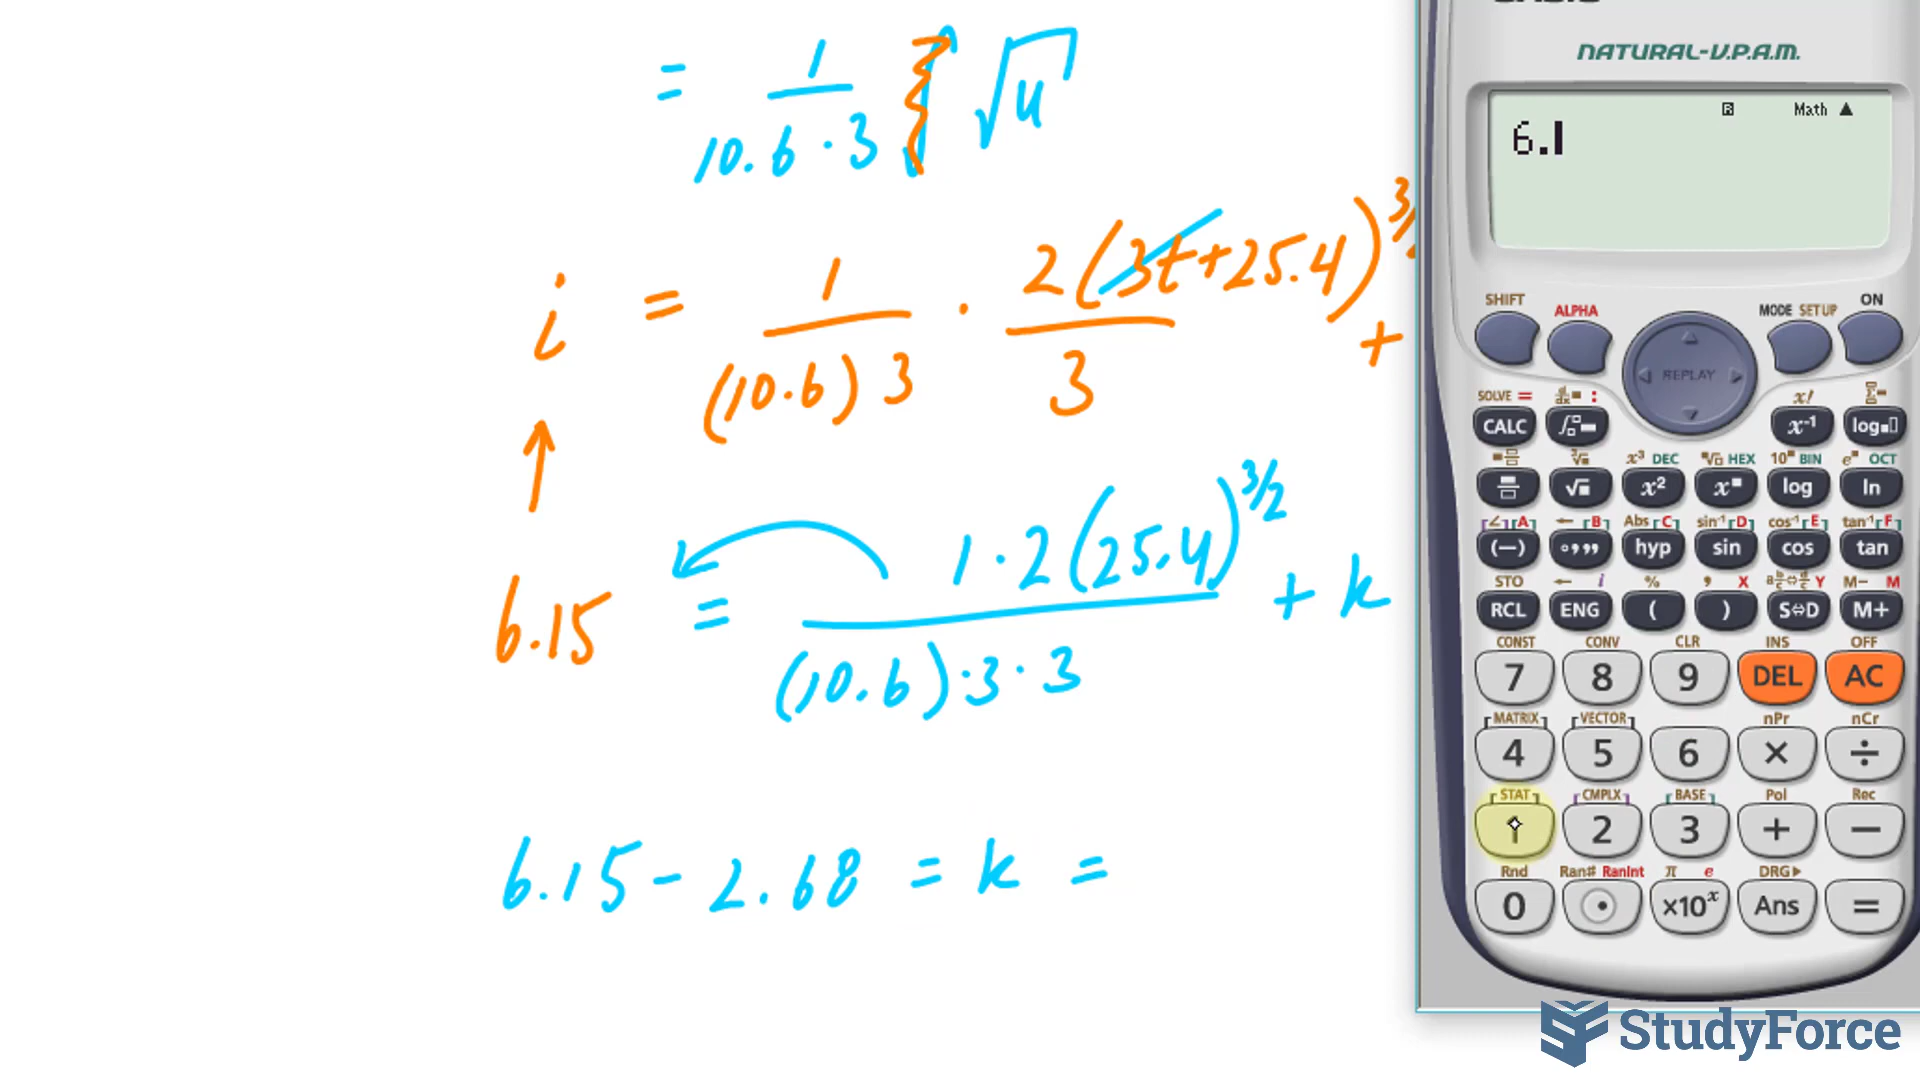 = 1/10.6·3 ∫ √u
i = 1/(10.6)3 · 2(3t+25.4)^3/2 / 3 +
6.15 = 1·2(25.4)^3/2 / (10.6)·3·3 + k
6.15 - 2.68 = k =
NATURAL-V.P.A.M.
R Math ▲
6.1
SHIFT ALPHA MODE SETUP ON
REPLAY
SOLVE = d/dx : x! Σ
CALC ∫ x⁻¹ log
³√ x³ DEC √ HEX 10 BIN e OCT
√ x² x log ln
∠ A ← B Abs C sin⁻¹ D cos⁻¹ E tan⁻¹ F
(−) °,,, hyp sin cos tan
STO ← i % , X a b/c⇔d/c Y M− M
RCL ENG ( ) S⇔D M+
CONST CONV CLR INS OFF
7 8 9 DEL AC
MATRIX VECTOR nPr nCr
4 5 6 × ÷
STAT CMPLX BASE Pol Rec
1 2 3 + −
Rnd Ran# RanInt π e DRG▶
0 • ×10ˣ Ans =
StudyForce